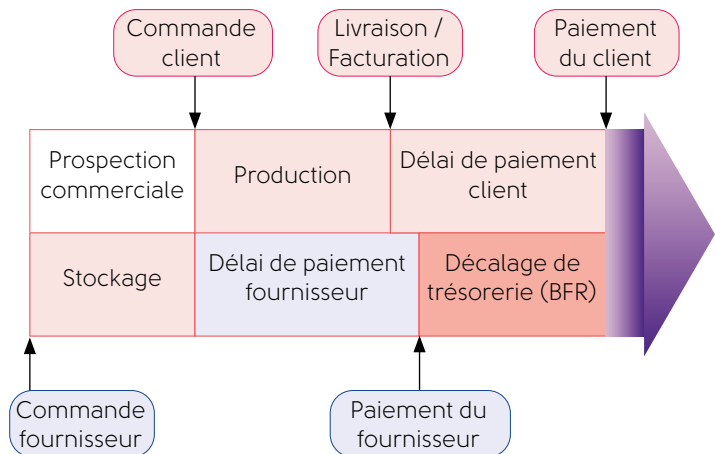 Commande
client
Livraison /
Facturation
Paiement
du client
Prospection
commerciale
Production
Délai de paiement
client
Stockage
Délai de paiement
fournisseur
Décalage de
trésorerie (BFR)
Commande
fournisseur
Paiement du
fournisseur